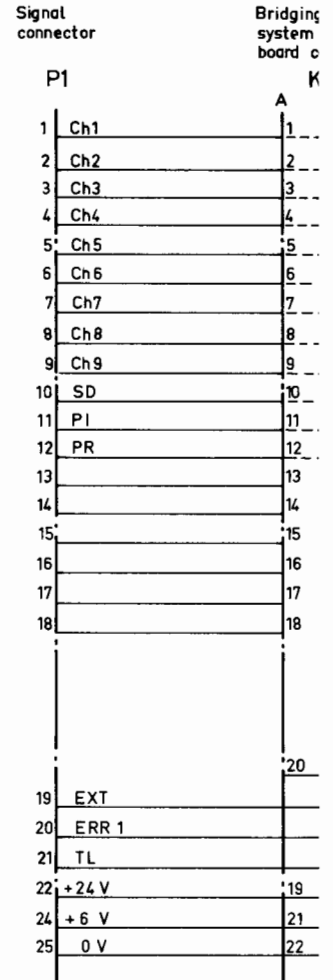 Signal Bridging
connector system
board c
P1 K
A
1 Ch1 1
2 Ch2 2
3 Ch3 3
4 Ch4 4
5 Ch5 5
6 Ch6 6
7 Ch7 7
8 Ch8 8
9 Ch9 9
10 SD 10
11 PI 11
12 PR 12
13 13
14 14
15 15
16 16
17 17
18 18
20
19 EXT
20 ERR 1
21 TL
22 +24 V 19
24 +6 V 21
25 0 V 22